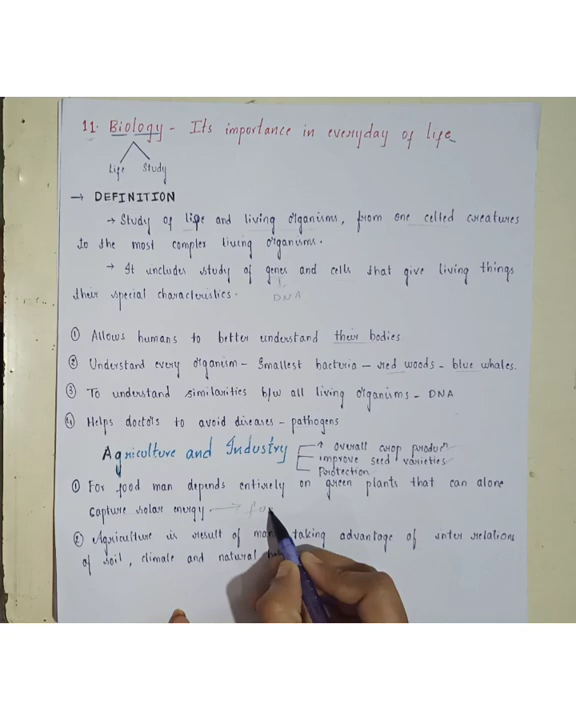 11. Biology - Its importance in everyday of life
Life Study
→ DEFINITION
→ Study of life and living organisms, from one celled creatures
to the most complex living organisms.
→ It includes study of genes and cells that give living things
their special characteristics. DNA
① Allows humans to better understand their bodies
② Understand every organism - Smallest bacteria - red woods - blue whales.
③ To understand similarities b/w all living organisms - DNA
④ Helps doctors to avoid diseases - pathogens
Agriculture and Industry
↑ overall crop producn
improve seed varieties
Protection
① For food man depends entirely on green plants that can alone
capture solar energy → fo
② Agriculture is result of man taking advantage of inter relations
of soil, climate and natural